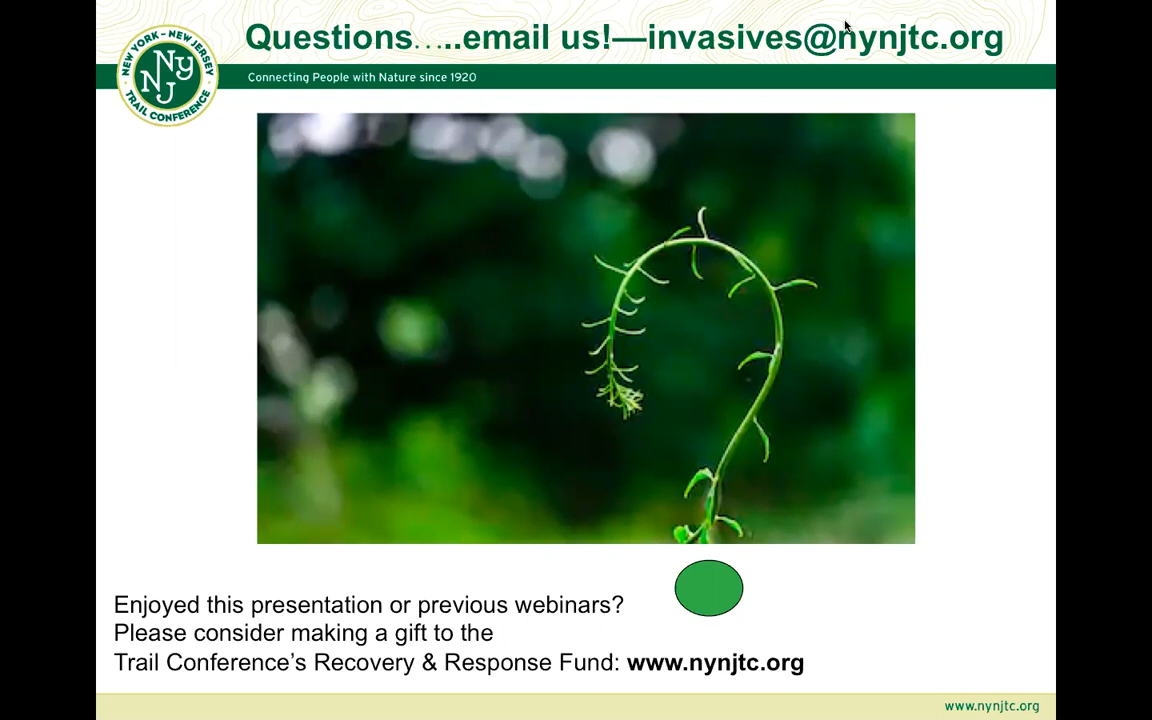 Questions…..email us!—invasives@nynjtc.org
NEW YORK - NEW JERSEY
NY
NJ
TRAIL CONFERENCE
Connecting People with Nature since 1920
Enjoyed this presentation or previous webinars?
Please consider making a gift to the
Trail Conference’s Recovery & Response Fund: www.nynjtc.org
www.nynjtc.org